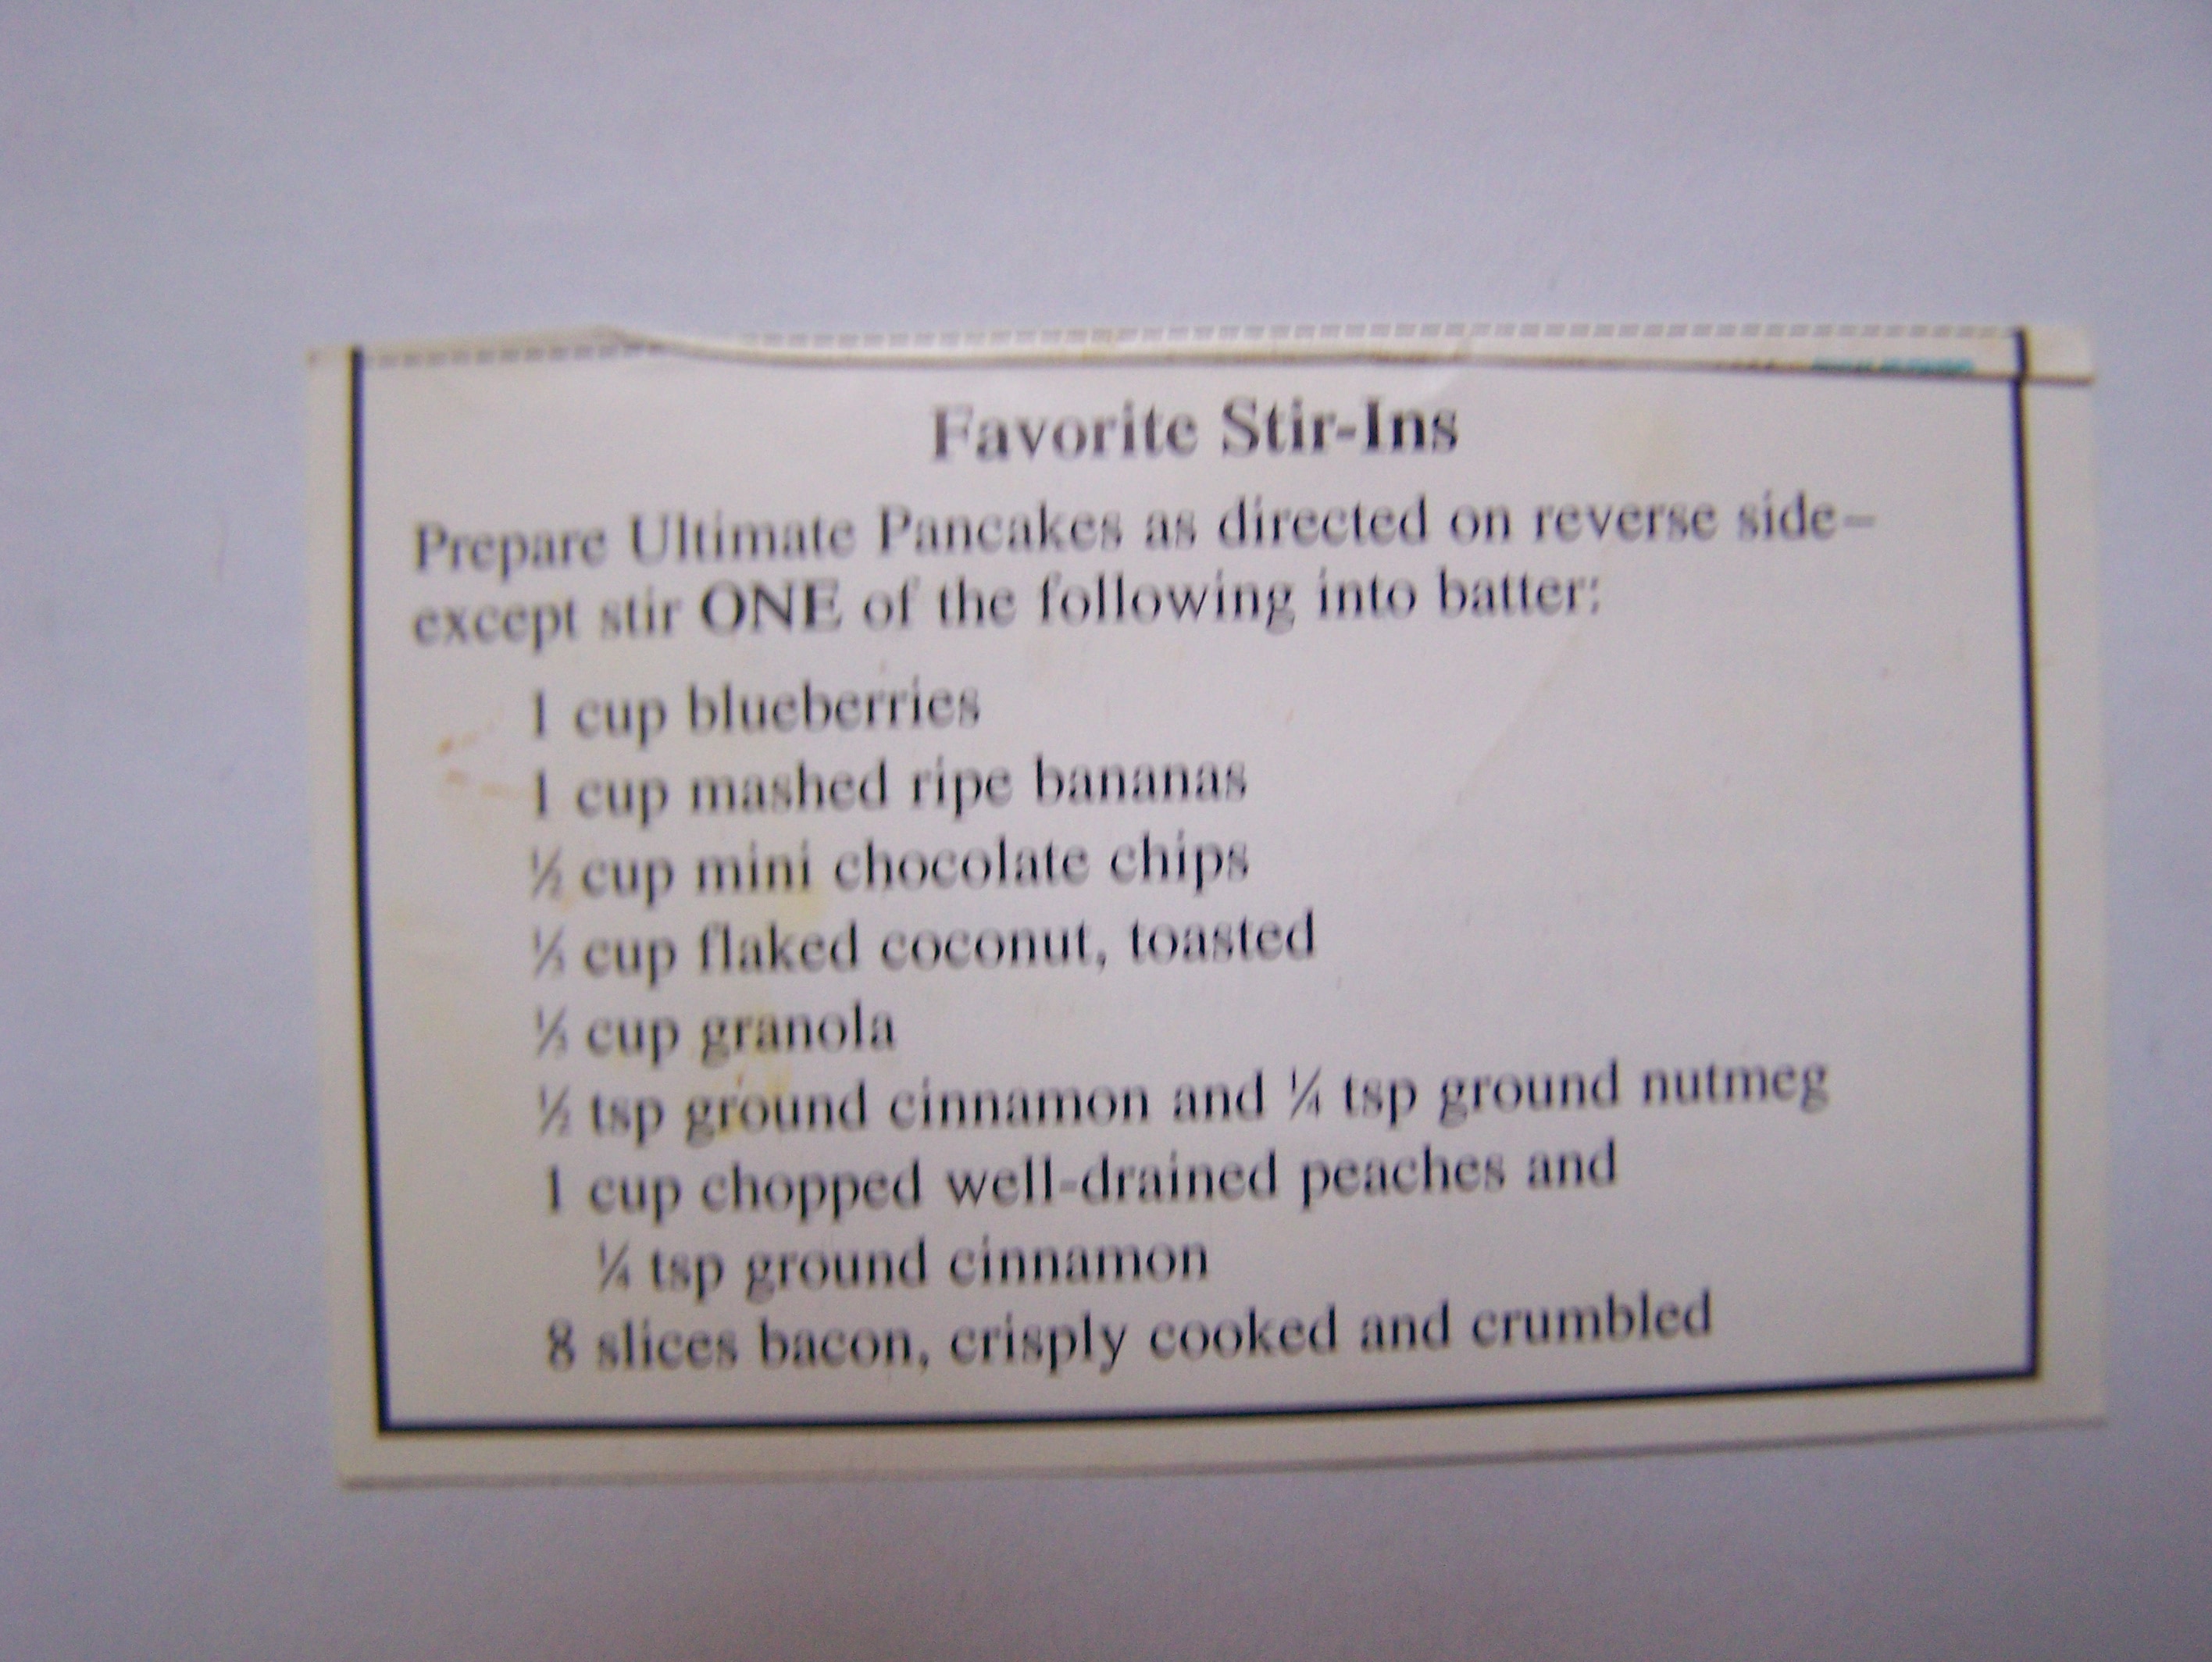 Favorite Stir-Ins
Prepare Ultimate Pancakes as directed on reverse side–
except stir ONE of the following into batter:
1 cup blueberries
1 cup mashed ripe bananas
½ cup mini chocolate chips
⅓ cup flaked coconut, toasted
⅓ cup granola
½ tsp ground cinnamon and ¼ tsp ground nutmeg
1 cup chopped well-drained peaches and
¼ tsp ground cinnamon
8 slices bacon, crisply cooked and crumbled